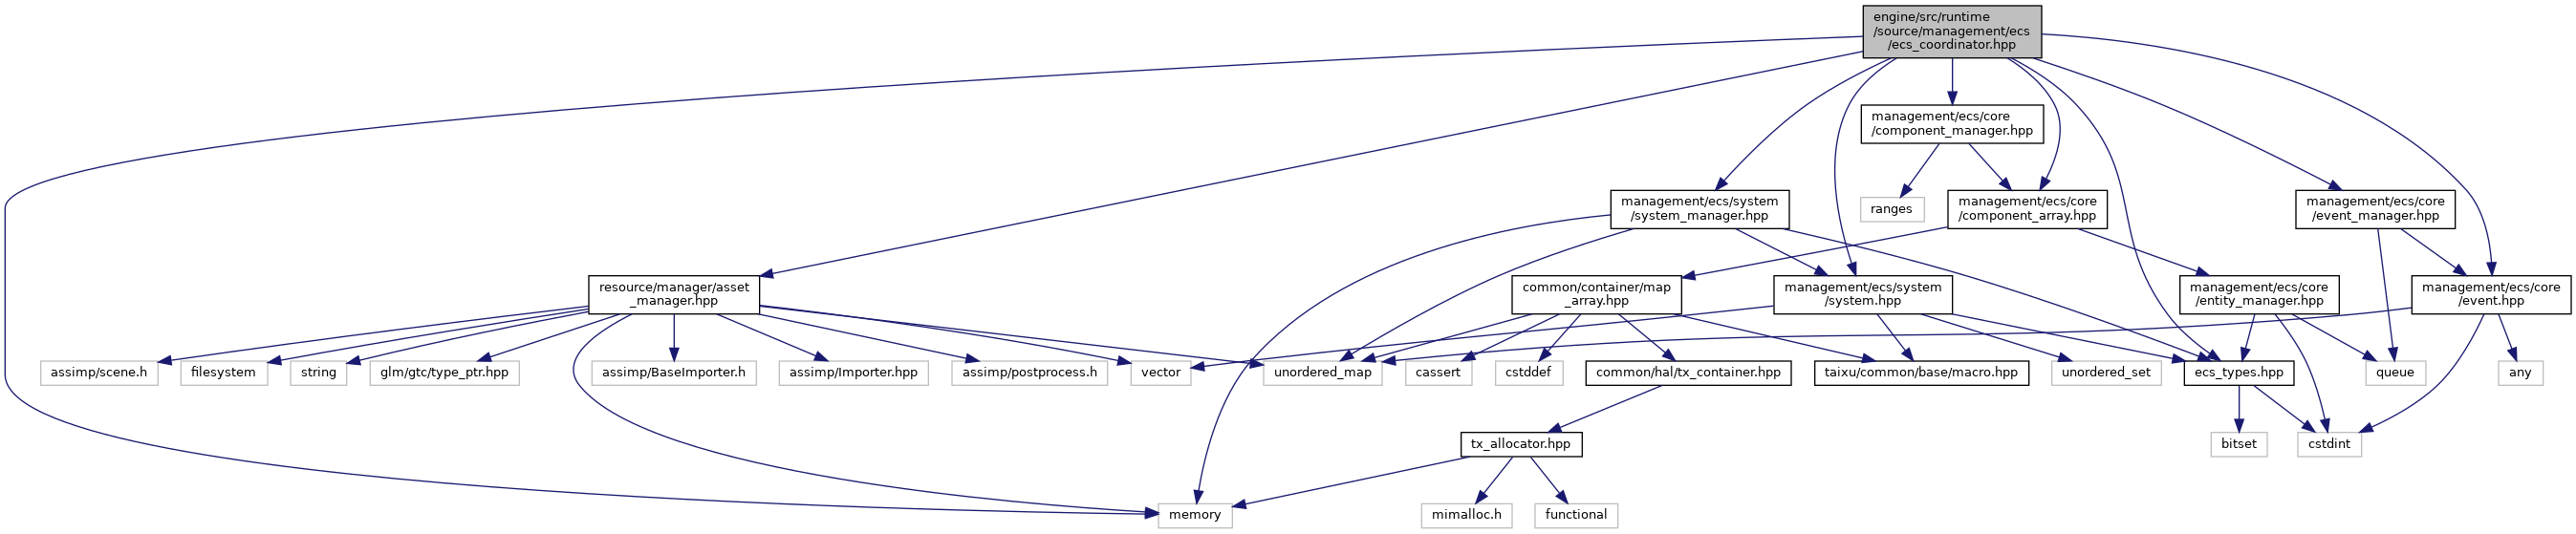 engine/src/runtime
/source/management/ecs
/ecs_coordinator.hpp
management/ecs/core
/component_manager.hpp
management/ecs/system
/system_manager.hpp
ranges
management/ecs/core
/component_array.hpp
management/ecs/core
/event_manager.hpp
resource/manager/asset
_manager.hpp
common/container/map
_array.hpp
management/ecs/system
/system.hpp
management/ecs/core
/entity_manager.hpp
management/ecs/core
/event.hpp
assimp/scene.h
filesystem
string
glm/gtc/type_ptr.hpp
assimp/BaseImporter.h
assimp/Importer.hpp
assimp/postprocess.h
vector
unordered_map
cassert
cstddef
common/hal/tx_container.hpp
taixu/common/base/macro.hpp
unordered_set
ecs_types.hpp
queue
any
tx_allocator.hpp
bitset
cstdint
memory
mimalloc.h
functional